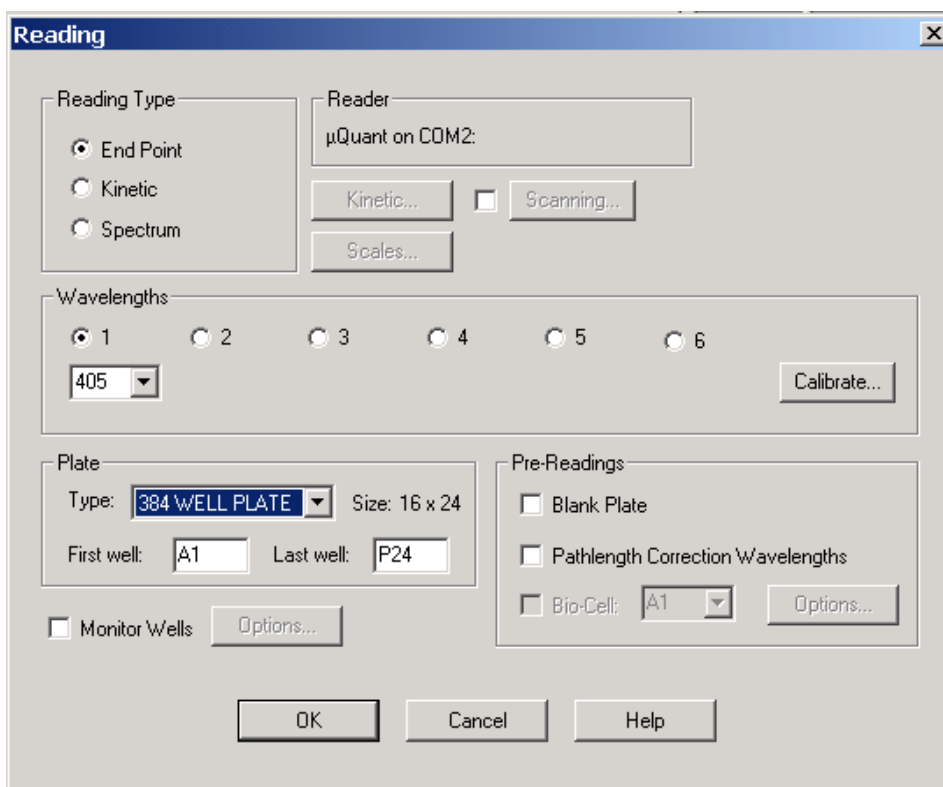 Reading
Reading Type
End Point
Kinetic
Spectrum
Reader
µQuant on COM2:
Kinetic...
Scanning...
Scales...
Wavelengths
1 2 3 4 5 6
405
Calibrate...
Plate
Type: 384 WELL PLATE Size: 16 x 24
First well: A1 Last well: P24
Monitor Wells Options...
Pre-Readings
Blank Plate
Pathlength Correction Wavelengths
Bio-Cell: A1 Options...
OK Cancel Help